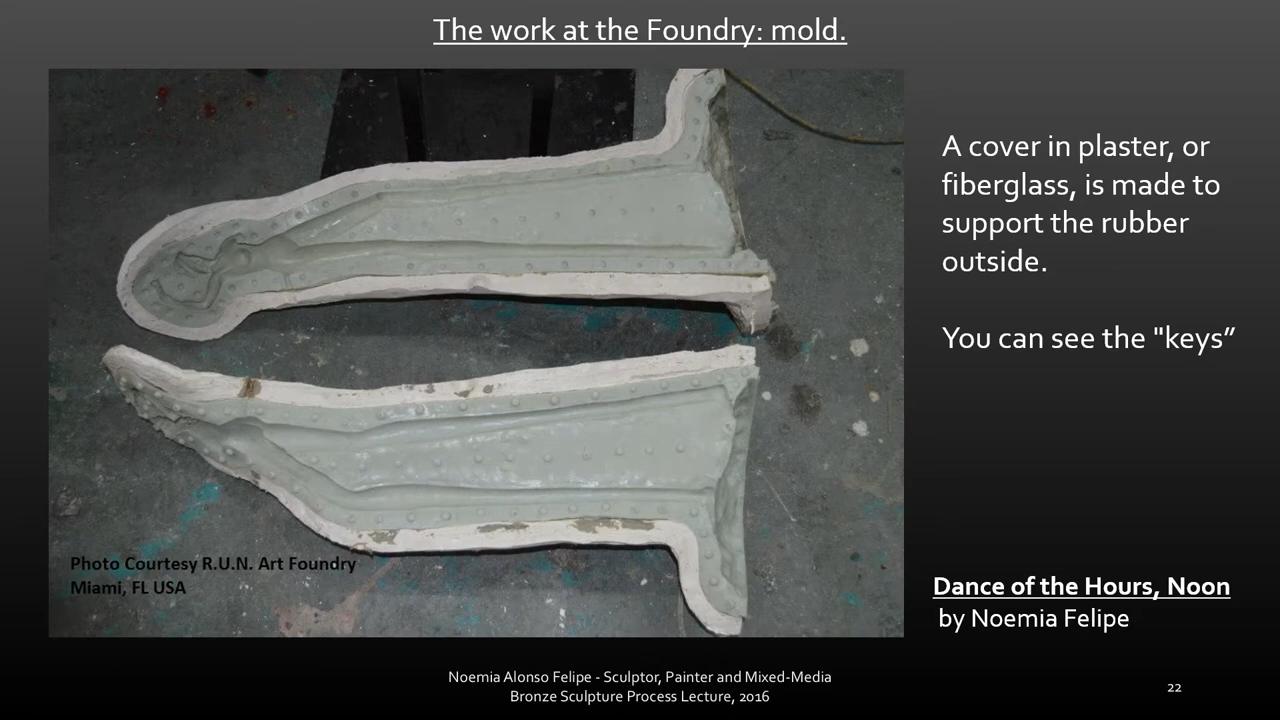 The work at the Foundry: mold.
A cover in plaster, or
fiberglass, is made to
support the rubber
outside.
You can see the "keys”
Photo Courtesy R.U.N. Art Foundry
Miami, FL USA
Dance of the Hours, Noon
by Noemia Felipe
Noemia Alonso Felipe - Sculptor, Painter and Mixed-Media
Bronze Sculpture Process Lecture, 2016
22